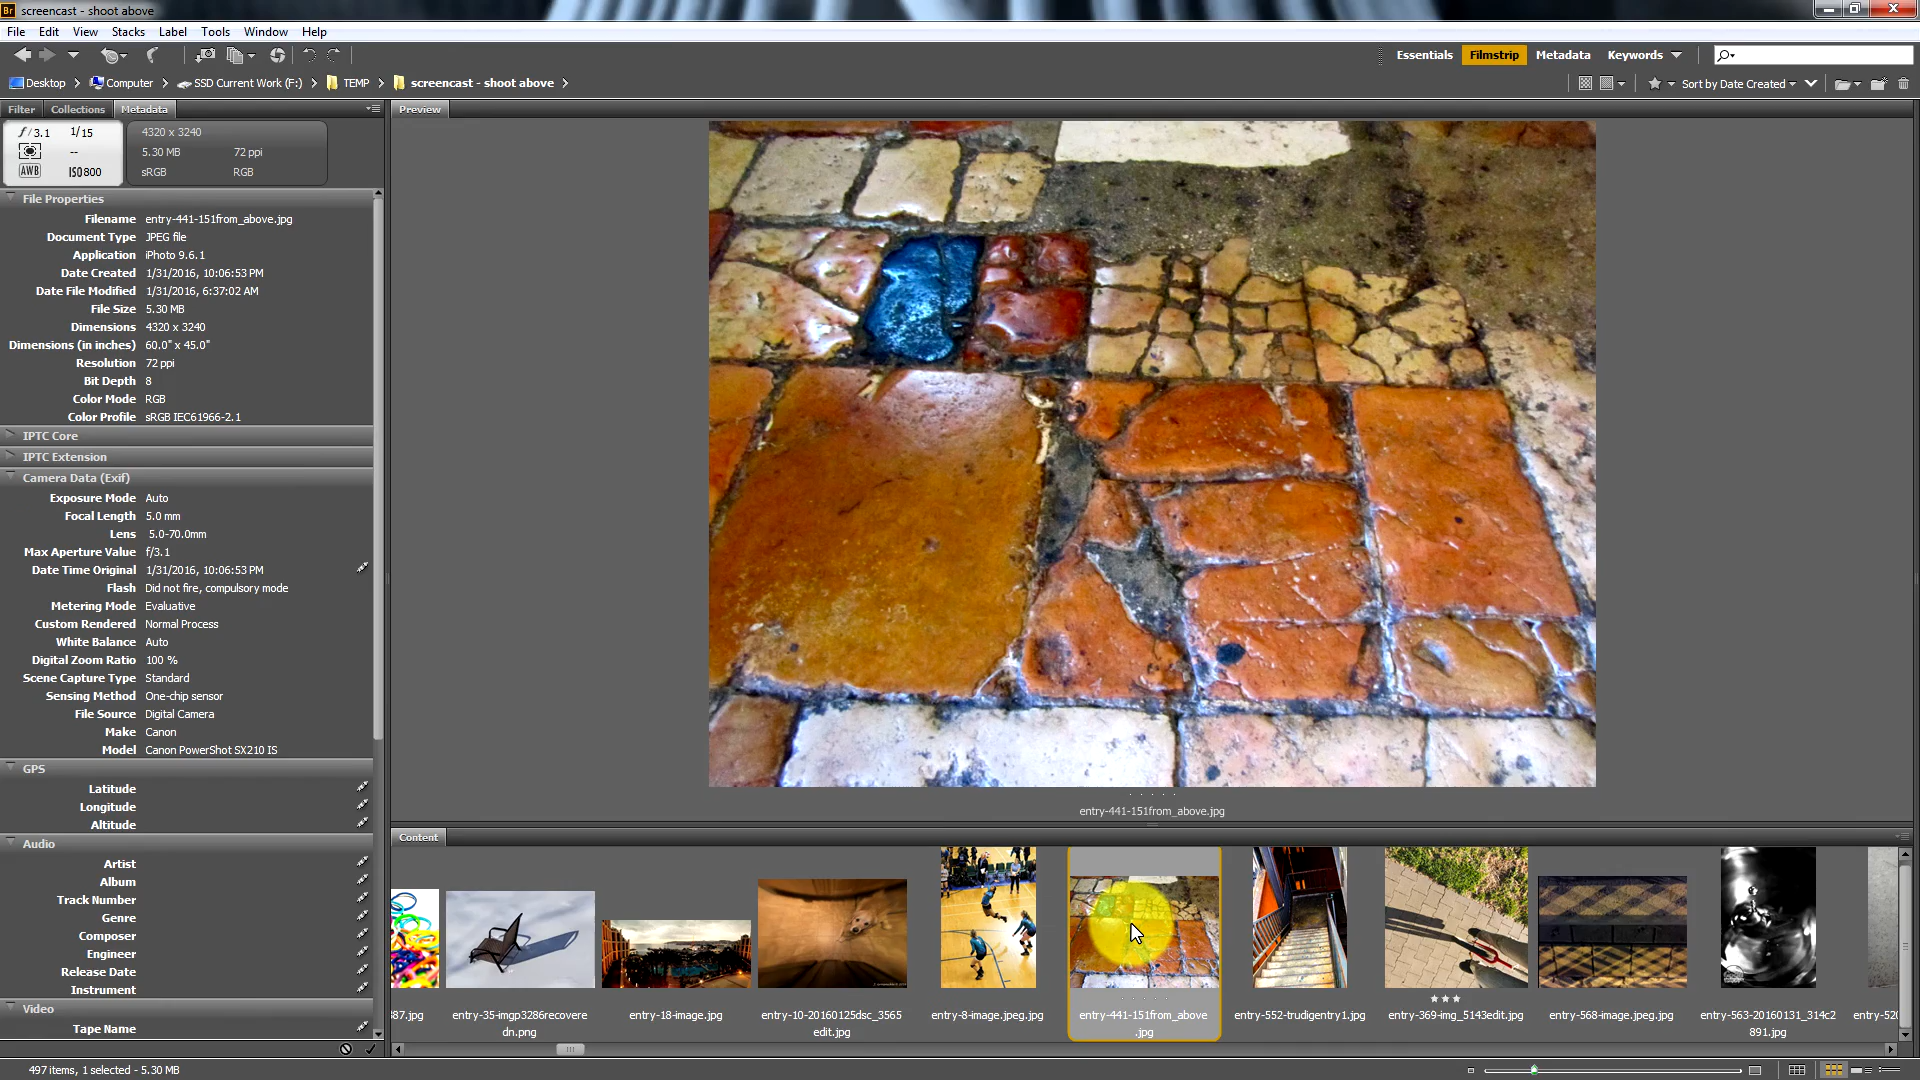 Br screencast - shoot above
File Edit View Stacks Label Tools Window Help
Essentials Filmstrip Metadata Keywords
Desktop Computer SSD Current Work (F:) TEMP screencast - shoot above
Sort by Date Created
Filter Collections Metadata
Preview
f/3.1 1/15
--
AWB ISO800
4320 x 3240
5.30 MB 72 ppi
sRGB RGB
File Properties
Filename entry-441-151from_above.jpg
Document Type JPEG file
Application iPhoto 9.6.1
Date Created 1/31/2016, 10:06:53 PM
Date File Modified 1/31/2016, 6:37:02 AM
File Size 5.30 MB
Dimensions 4320 x 3240
Dimensions (in inches) 60.0" x 45.0"
Resolution 72 ppi
Bit Depth 8
Color Mode RGB
Color Profile sRGB IEC61966-2.1
IPTC Core
IPTC Extension
Camera Data (Exif)
Exposure Mode Auto
Focal Length 5.0 mm
Lens 5.0-70.0mm
Max Aperture Value f/3.1
Date Time Original 1/31/2016, 10:06:53 PM
Flash Did not fire, compulsory mode
Metering Mode Evaluative
Custom Rendered Normal Process
White Balance Auto
Digital Zoom Ratio 100 %
Scene Capture Type Standard
Sensing Method One-chip sensor
File Source Digital Camera
Make Canon
Model Canon PowerShot SX210 IS
GPS
Latitude
Longitude
Altitude
Audio
Artist
Album
Track Number
Genre
Composer
Engineer
Release Date
Instrument
Video
Tape Name
entry-441-151from_above.jpg
Content
387.jpg
entry-35-imgp3286recovere
dn.png
entry-18-image.jpg
entry-10-20160125dsc_3565
edit.jpg
entry-8-image.jpeg.jpg
entry-441-151from_above
.jpg
entry-552-trudigentry1.jpg
entry-369-img_5143edit.jpg
entry-568-image.jpeg.jpg
entry-563-20160131_314c2
891.jpg
entry-520
497 items, 1 selected - 5.30 MB